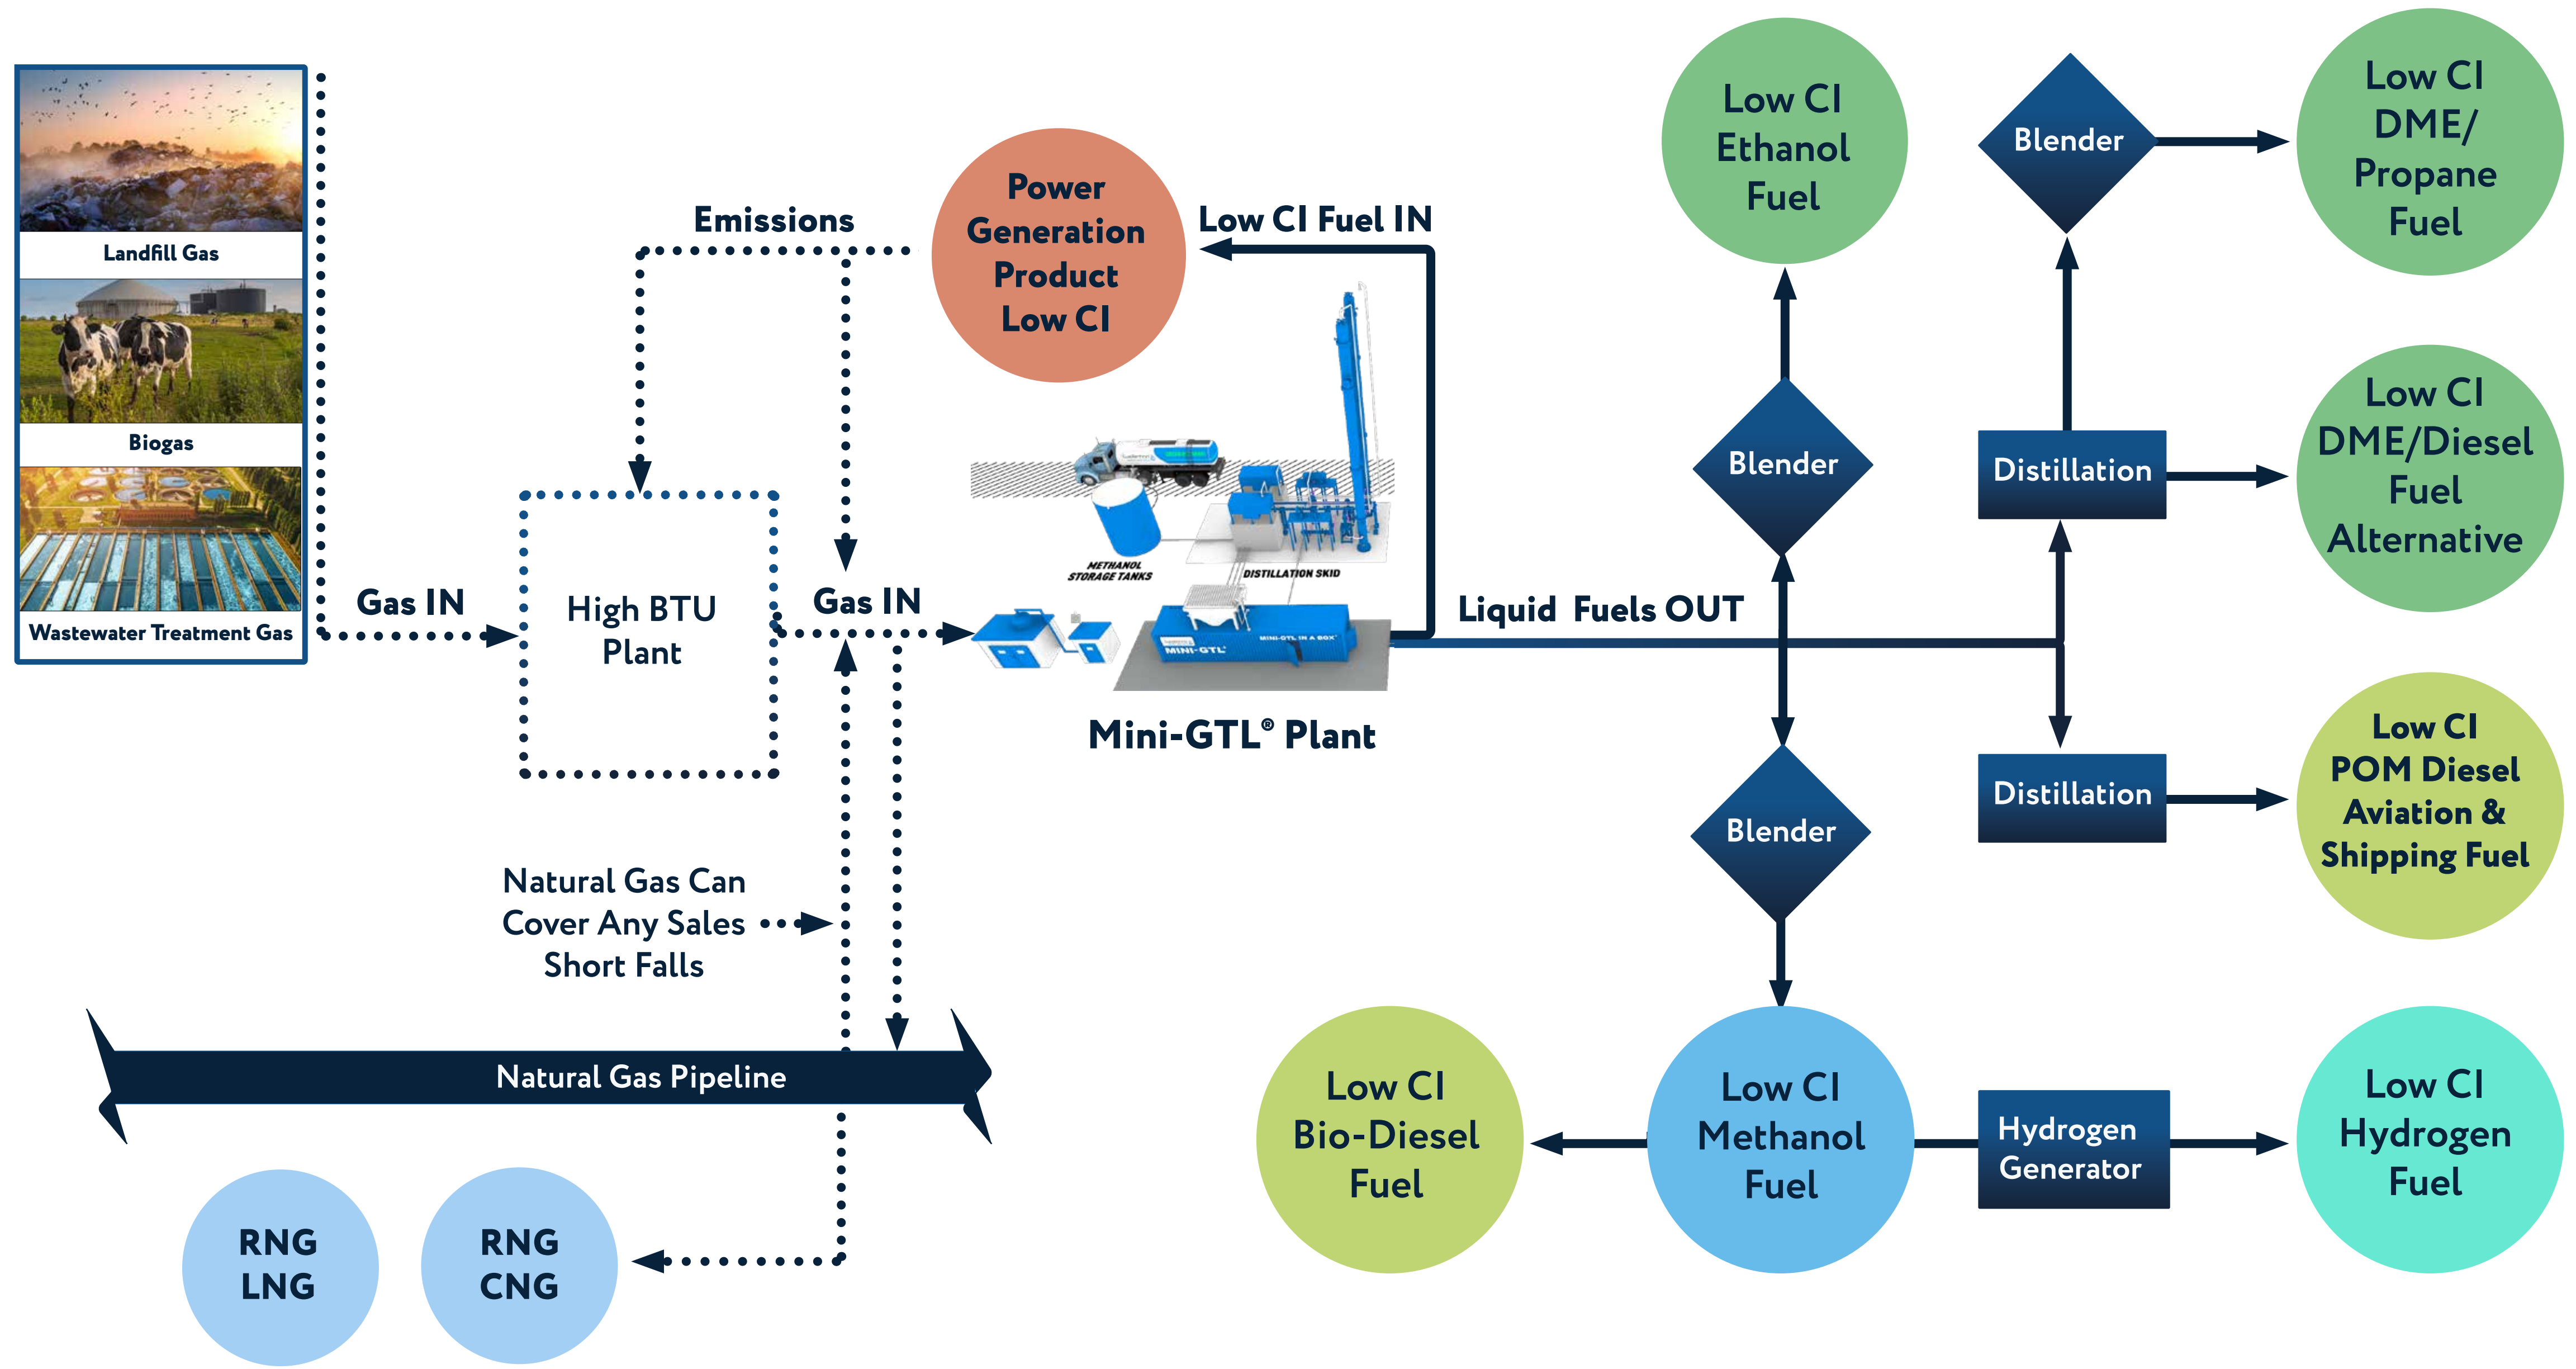 Landfill Gas
Biogas
Wastewater Treatment Gas
Gas IN
High BTU
Plant
Emissions
Gas IN
Power
Generation
Product
Low CI
Low CI Fuel IN
METHANOL
STORAGE TANKS
DISTILLATION SKID
MINI-GTL IN A BOX
MINI-GTL
Mini-GTL® Plant
Liquid Fuels OUT
Natural Gas Can
Cover Any Sales
Short Falls
Natural Gas Pipeline
RNG
LNG
RNG
CNG
Low CI
Ethanol
Fuel
Blender
Blender
Blender
Low CI
DME/
Propane
Fuel
Distillation
Low CI
DME/Diesel
Fuel
Alternative
Distillation
Low CI
POM Diesel
Aviation &
Shipping Fuel
Low CI
Bio-Diesel
Fuel
Low CI
Methanol
Fuel
Hydrogen
Generator
Low CI
Hydrogen
Fuel